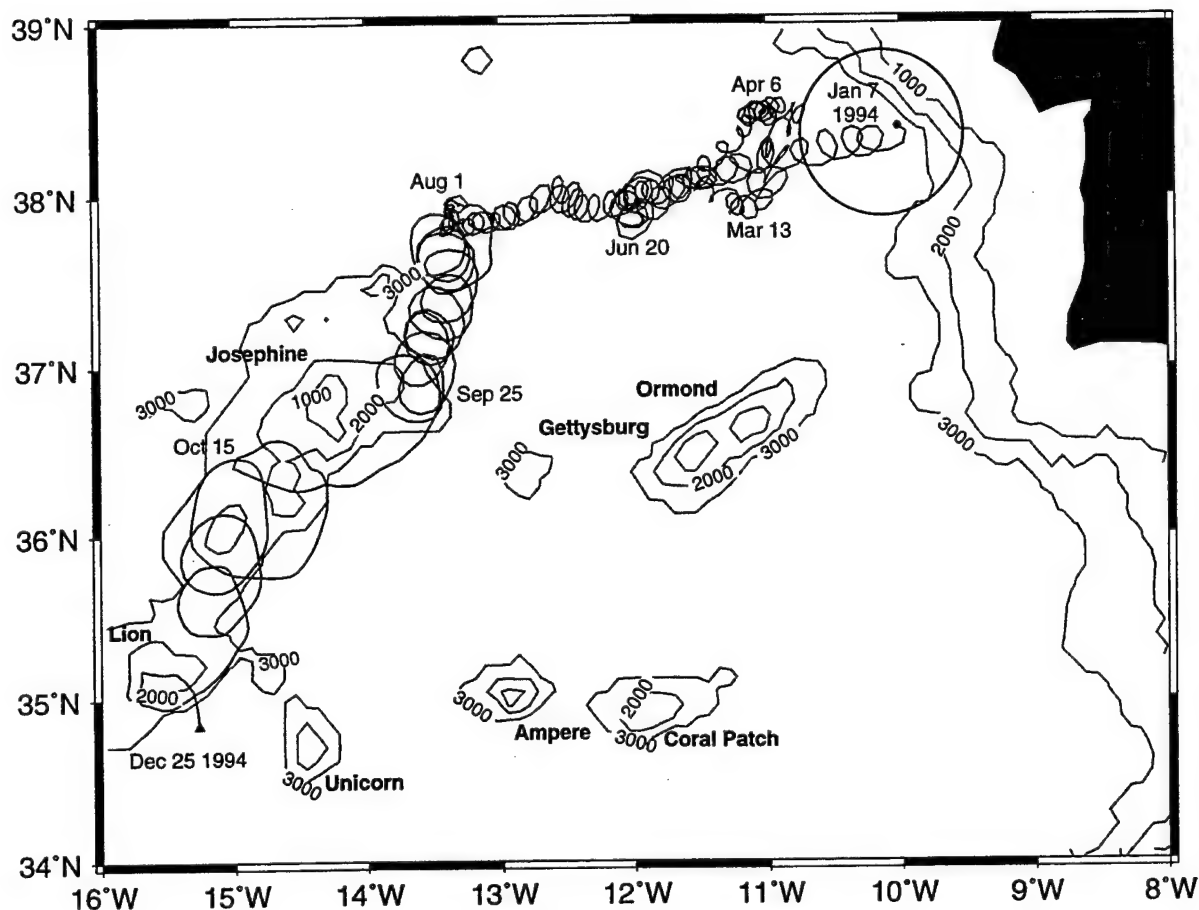 39°N
38°N
37°N
36°N
35°N
34°N
16°W
15°W
14°W
13°W
12°W
11°W
10°W
9°W
8°W
Apr 6
Jan 7
1994
1000
Aug 1
Jun 20
Mar 13
2000
3000
Josephine
1000
2000
3000
Sep 25
Oct 15
Ormond
Gettysburg
3000
2000
3000
3000
Lion
3000
2000
Dec 25 1994
3000
Unicorn
3000
Ampere
2000
3000
Coral Patch